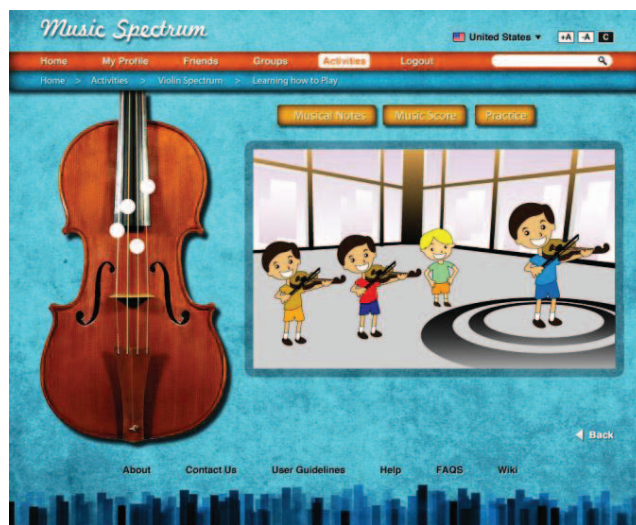 Music Spectrum
United States ▼ +A -A C
Home My Profile Friends Groups Activities Logout
Home > Activities > Violin Spectrum > Learning how to Play
Musical Notes Music Score Practice
Back
About Contact Us User Guidelines Help FAQS Wiki